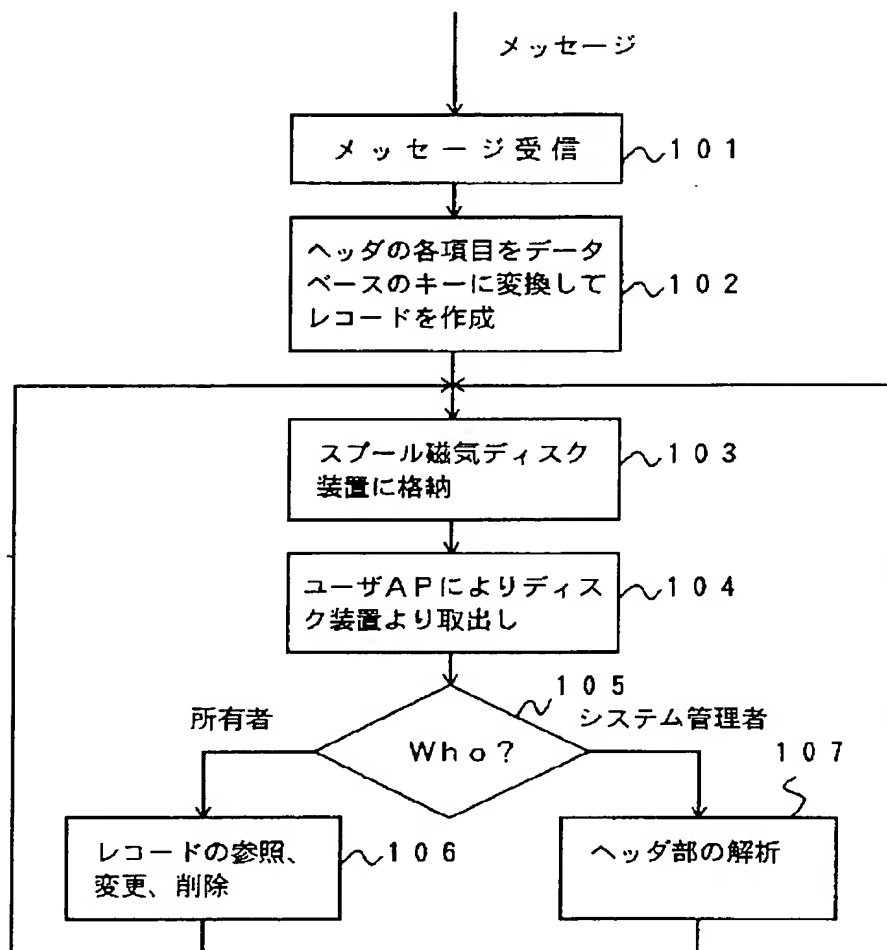 メッセージ
メッセージ受信
101
ヘッダの各項目をデータ
ベースのキーに変換して
レコードを作成
102
スプール磁気ディスク
装置に格納
103
ユーザAPによりディス
ク装置より取出し
104
105
所有者
システム管理者
Who?
107
レコードの参照、
変更、削除
106
ヘッダ部の解析